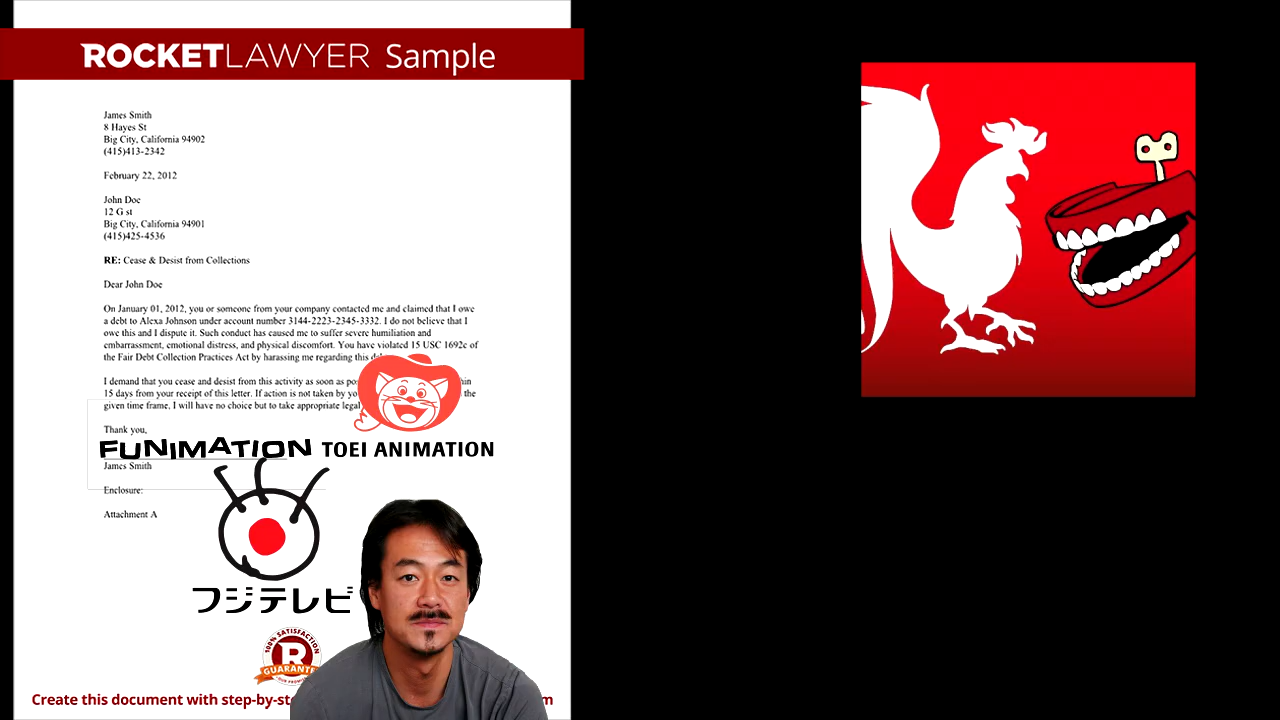 ROCKETLAWYER Sample
James Smith
8 Hayes St
Big City, California 94902
(415)413-2342
February 22, 2012
John Doe
12 G st
Big City, California 94901
(415)425-4536
RE: Cease & Desist from Collections
Dear John Doe
On January 01, 2012, you or someone from your company contacted me and claimed that I owe
a debt to Alexa Johnson under account number 3144-2223-2345-3332. I do not believe that I
owe this and I dispute it. Such conduct has caused me to suffer severe humiliation and
embarrassment, emotional distress, and physical discomfort. You have violated 15 USC 1692c of
the Fair Debt Collection Practices Act by harassing me regarding this
I demand that you cease and desist from this activity as soon as
15 days from your receipt of this letter. If action is not taken by the
given time frame, I will have no choice but to take appropriate legal
Thank you,
FUNIMATION TOEI ANIMATION
James Smith
Enclosure:
Attachment A
フジテレビ
100% SATISFACTION
R
Create this document with